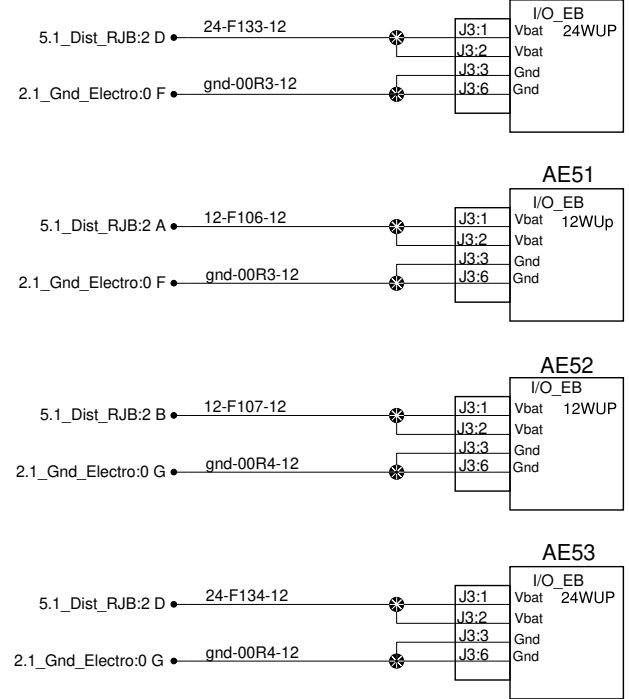 I/O_EB
24-F133-12
J3:1 Vbat 24WUP
5.1_Dist_RJB:2 D
J3:2 Vbat
J3:3 Gnd
gnd-00R3-12
2.1_Gnd_Electro:0 F
J3:6 Gnd
AE51
I/O_EB
12-F106-12
J3:1 Vbat 12WUp
5.1_Dist_RJB:2 A
J3:2 Vbat
J3:3 Gnd
gnd-00R3-12
2.1_Gnd_Electro:0 F
J3:6 Gnd
AE52
I/O_EB
12-F107-12
J3:1 Vbat 12WUP
5.1_Dist_RJB:2 B
J3:2 Vbat
J3:3 Gnd
gnd-00R4-12
2.1_Gnd_Electro:0 G
J3:6 Gnd
AE53
I/O_EB
24-F134-12
J3:1 Vbat 24WUP
5.1_Dist_RJB:2 D
J3:2 Vbat
J3:3 Gnd
gnd-00R4-12
2.1_Gnd_Electro:0 G
J3:6 Gnd